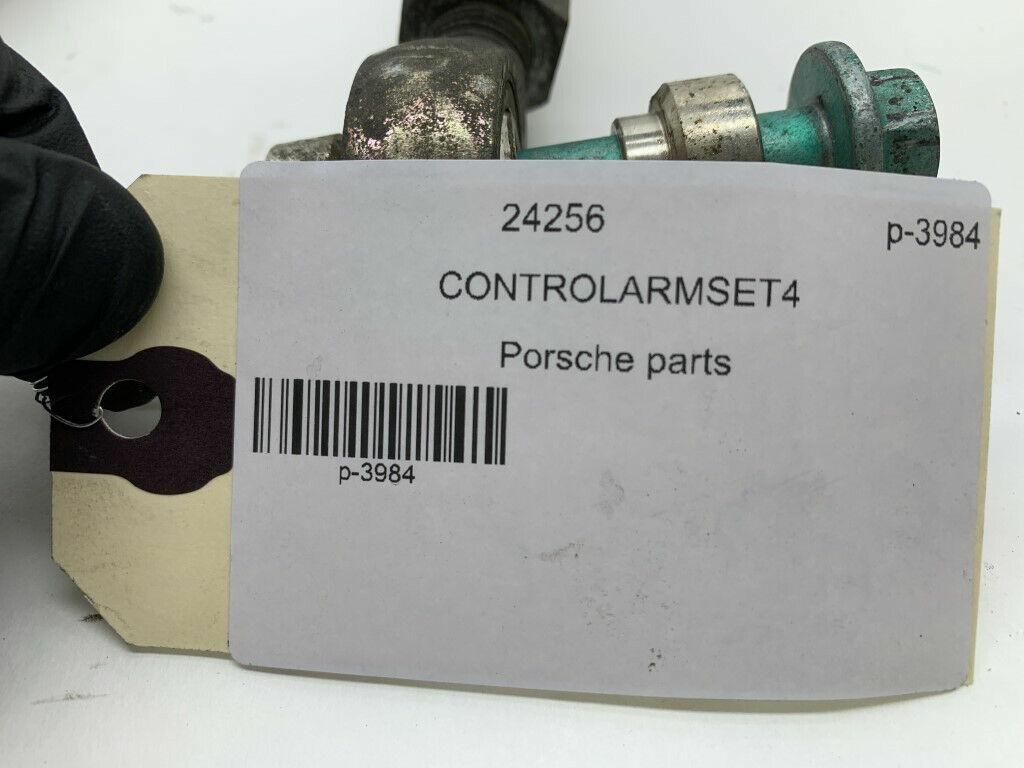 24256
p-3984
CONTROLARMSET4
Porsche parts
p-3984